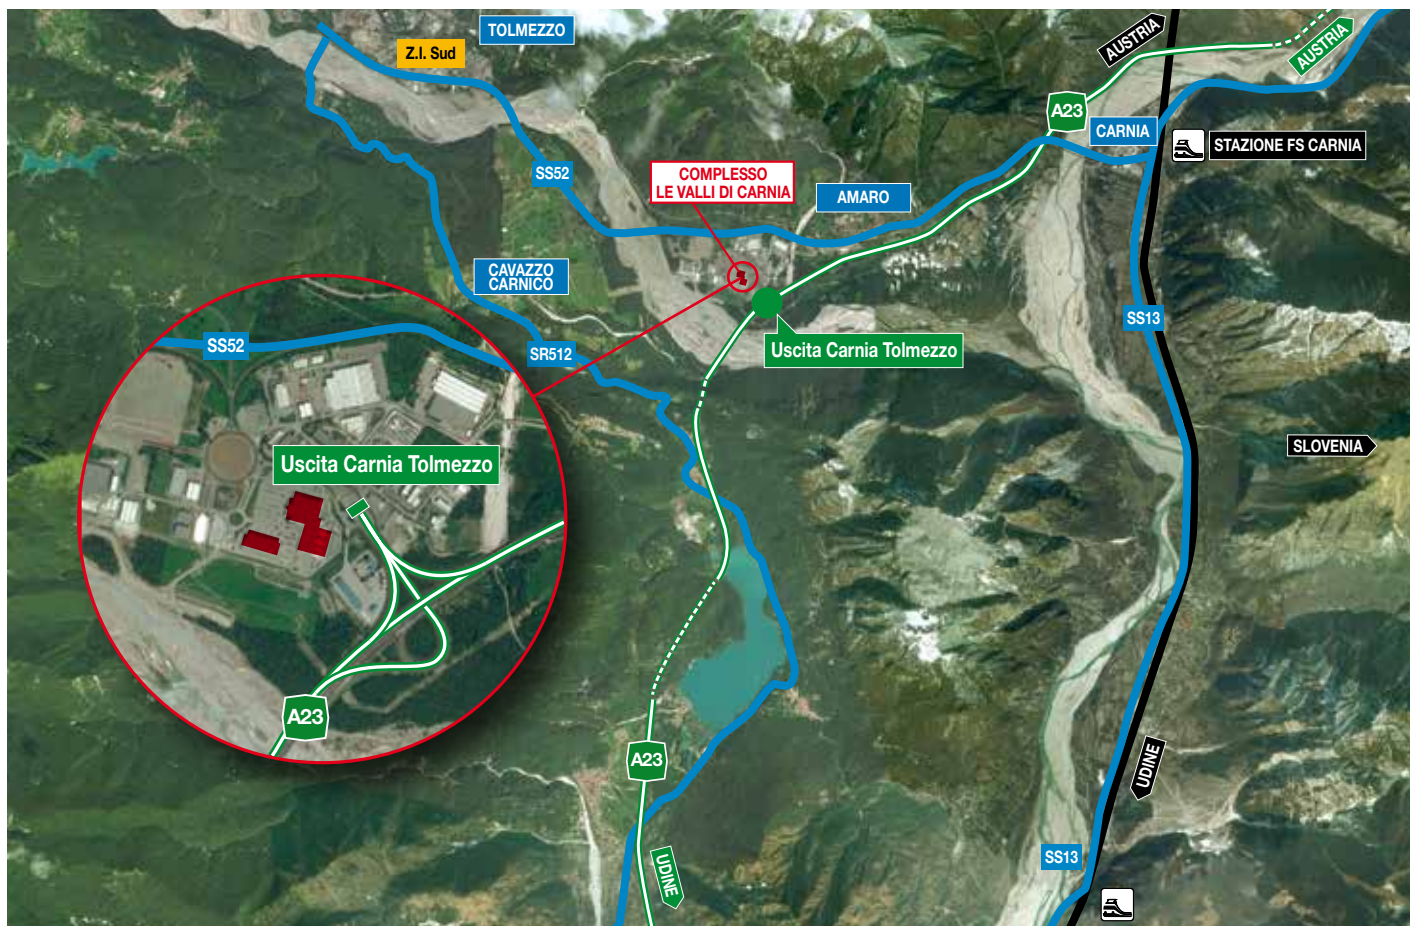 TOLMEZZO
Z.I. Sud
AUSTRIA
AUSTRIA
A23
CARNIA
STAZIONE FS CARNIA
SS52
COMPLESSO
LE VALLI DI CARNIA
AMARO
CAVAZZO
CARNICO
SS13
SS52
SR512
Uscita Carnia Tolmezzo
SLOVENIA
Uscita Carnia Tolmezzo
A23
A23
UDINE
SS13
UDINE